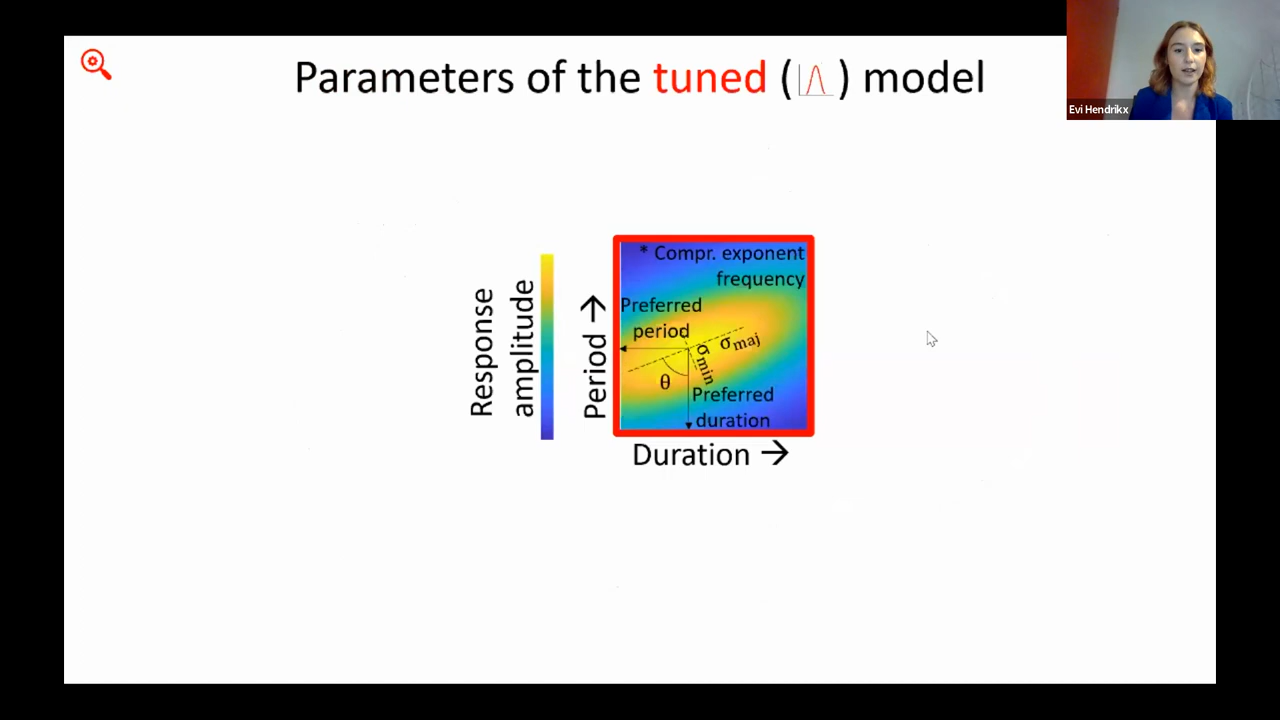 Parameters of the tuned ( ) model
Evi Hendrikx
Response
amplitude
Period →
* Compr. exponent
frequency
Preferred
period
σmaj
σmin
θ
Preferred
duration
Duration →